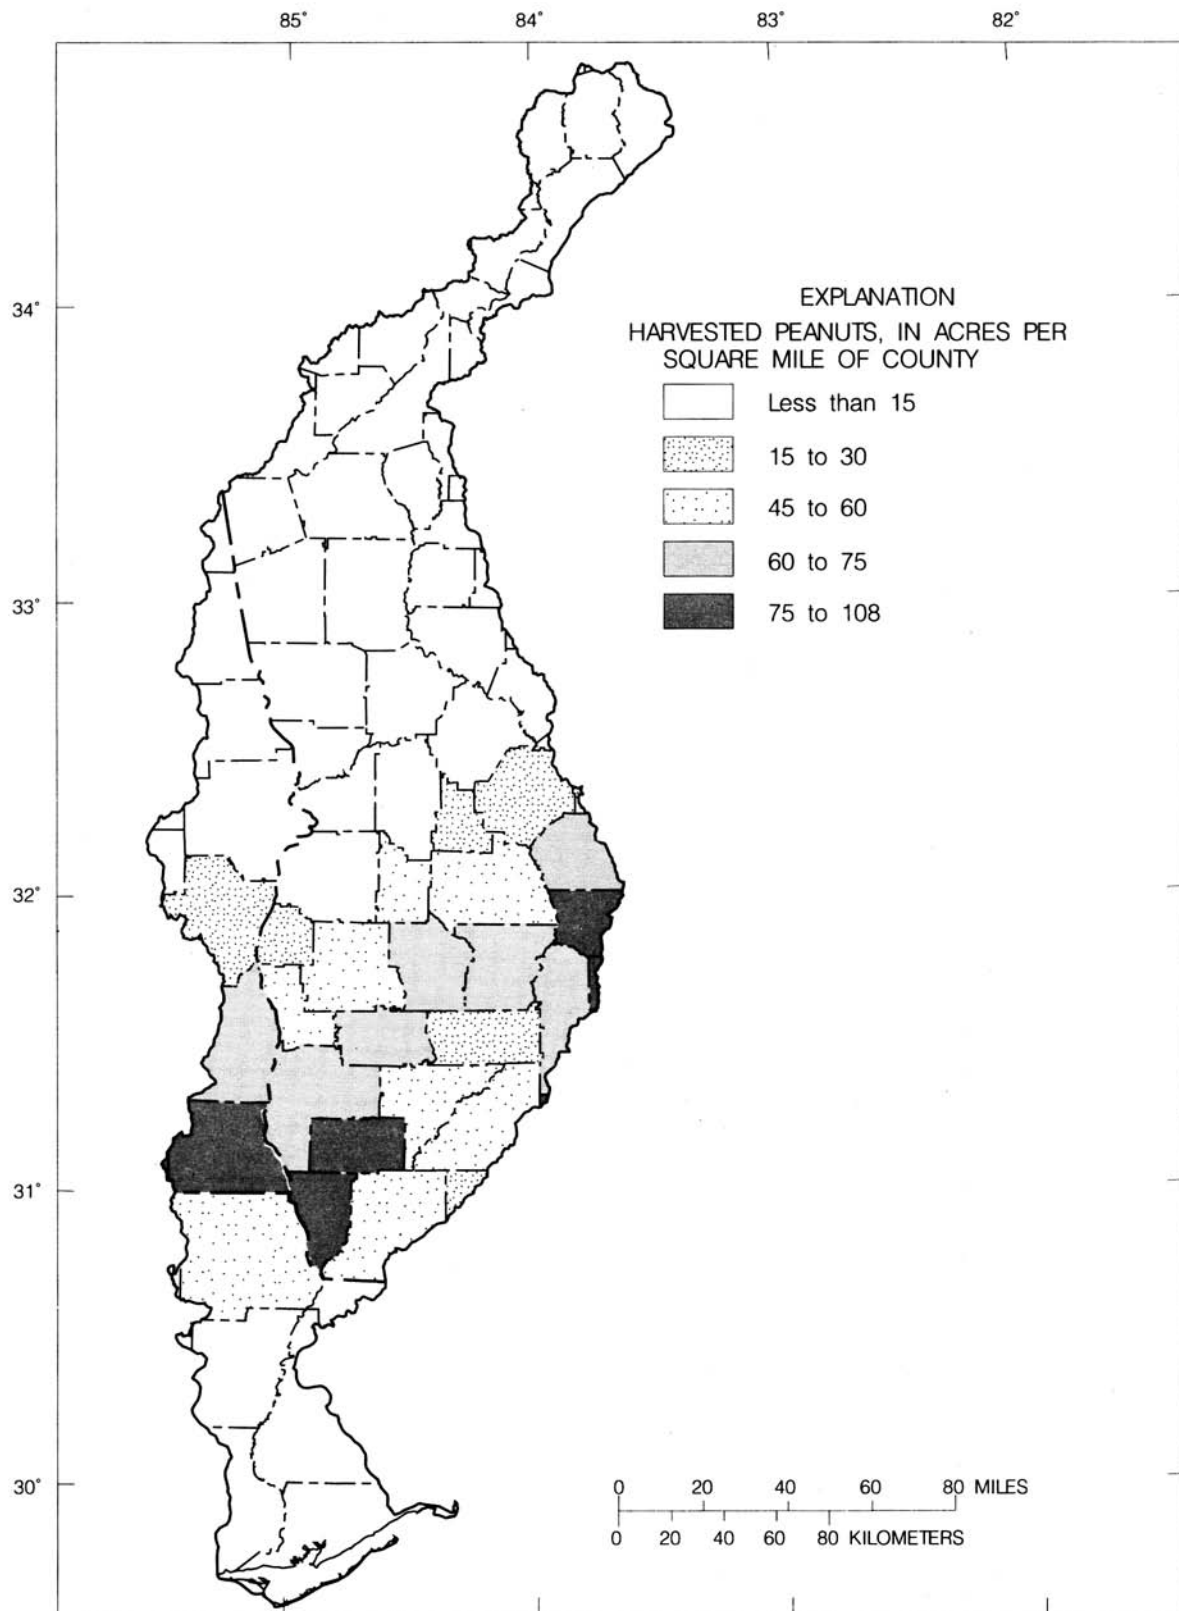 85° 84° 83° 82°
34°
33°
32°
31°
30°
EXPLANATION
HARVESTED PEANUTS, IN ACRES PER
SQUARE MILE OF COUNTY
Less than 15
15 to 30
45 to 60
60 to 75
75 to 108
0 20 40 60 80 MILES
0 20 40 60 80 KILOMETERS